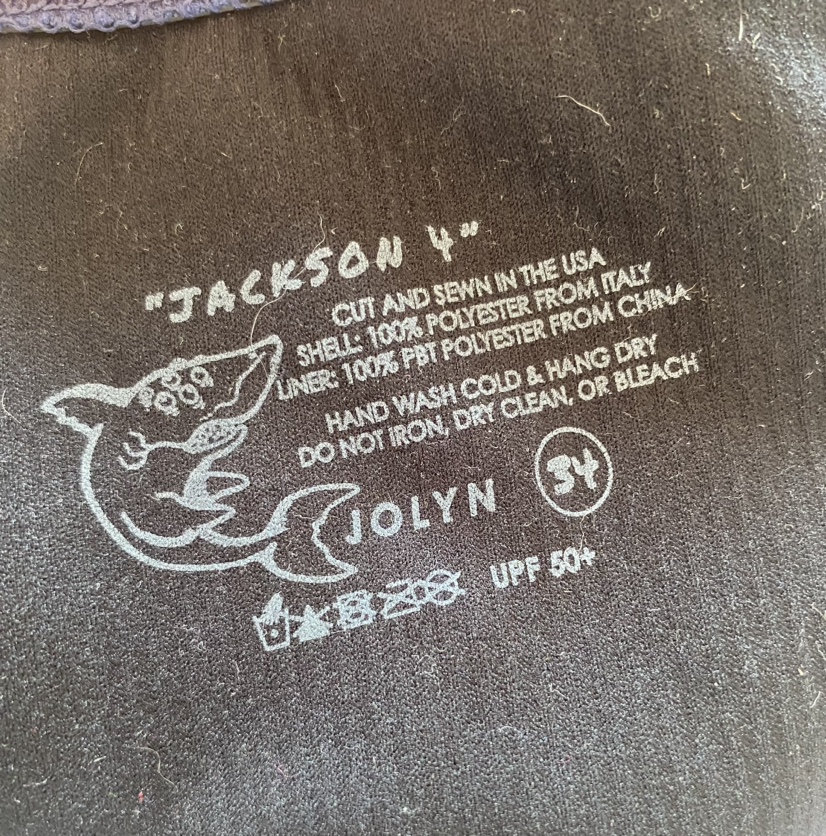 "JACKSON 4"
CUT AND SEWN IN THE USA
SHELL: 100% POLYESTER FROM ITALY
LINER: 100% PBT POLYESTER FROM CHINA
HAND WASH COLD & HANG DRY
DO NOT IRON, DRY CLEAN, OR BLEACH
JOLYN
34
UPF 50+